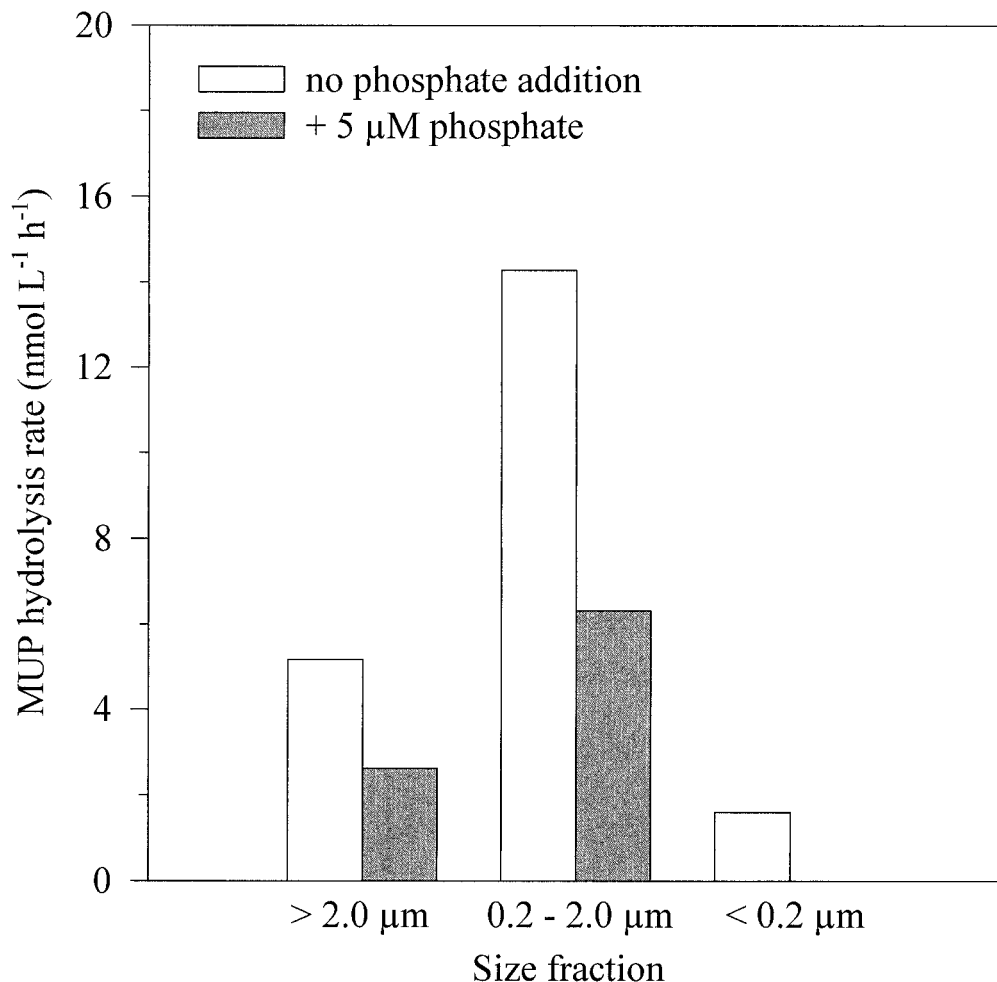 20
16
12
8
4
0
MUP hydrolysis rate (nmol L⁻¹ h⁻¹)
no phosphate addition
+ 5 µM phosphate
> 2.0 µm 0.2 - 2.0 µm < 0.2 µm
Size fraction